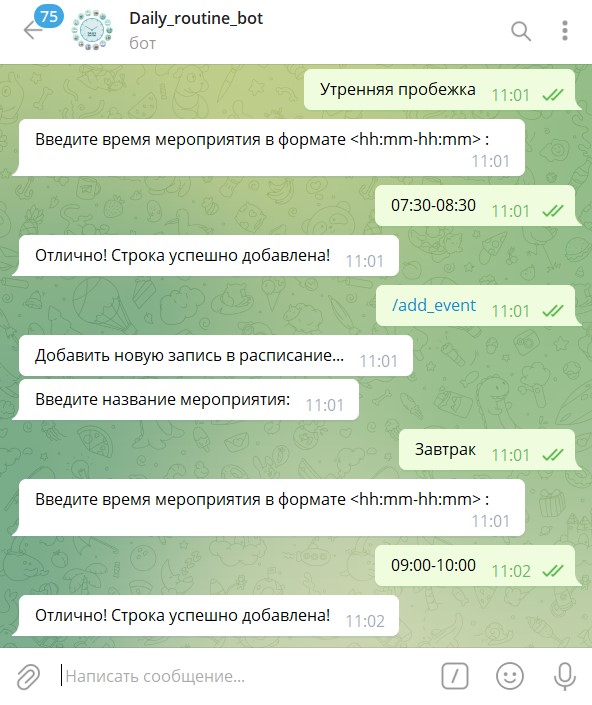 75
Daily_routine_bot
бот
Утренняя пробежка 11:01
Введите время мероприятия в формате <hh:mm-hh:mm> :
11:01
07:30-08:30 11:01
Отлично! Строка успешно добавлена! 11:01
/add_event 11:01
Добавить новую запись в расписание... 11:01
Введите название мероприятия: 11:01
Завтрак 11:01
Введите время мероприятия в формате <hh:mm-hh:mm> :
11:01
09:00-10:00 11:02
Отлично! Строка успешно добавлена! 11:02
Написать сообщение...